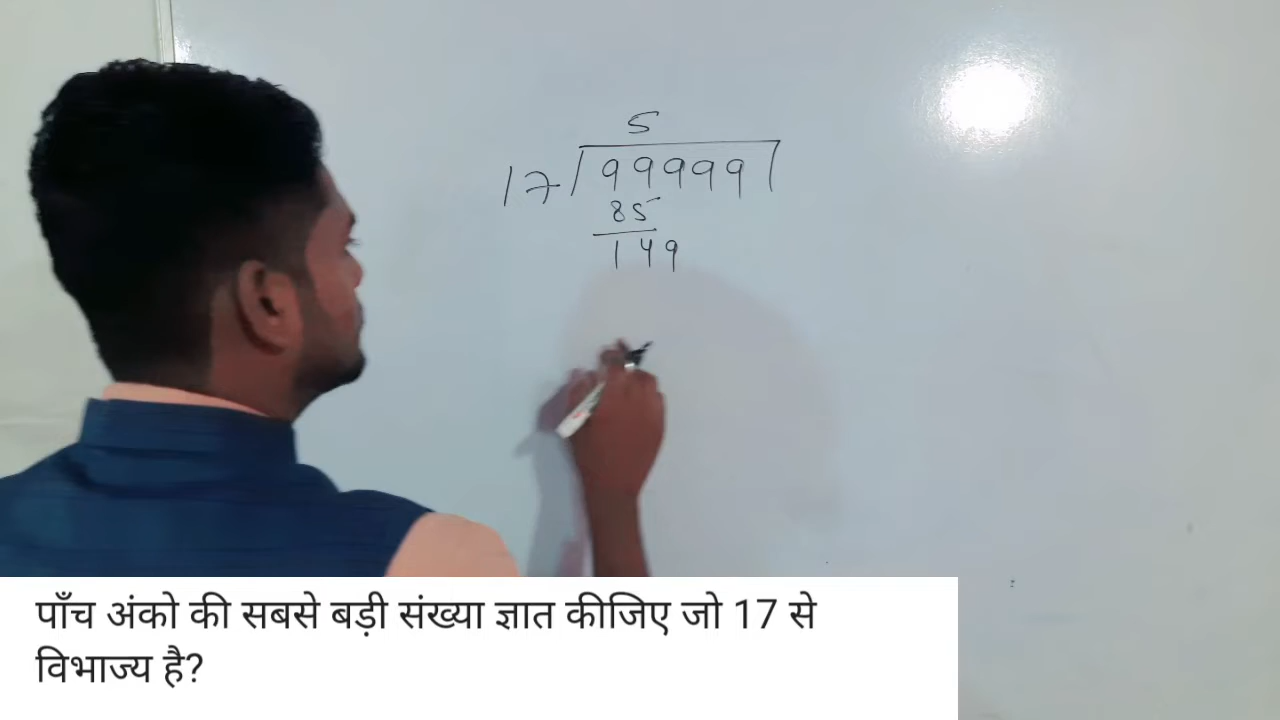 5
17 99999
85
149
पाँच अंको की सबसे बड़ी संख्या ज्ञात कीजिए जो 17 से
विभाज्य है?